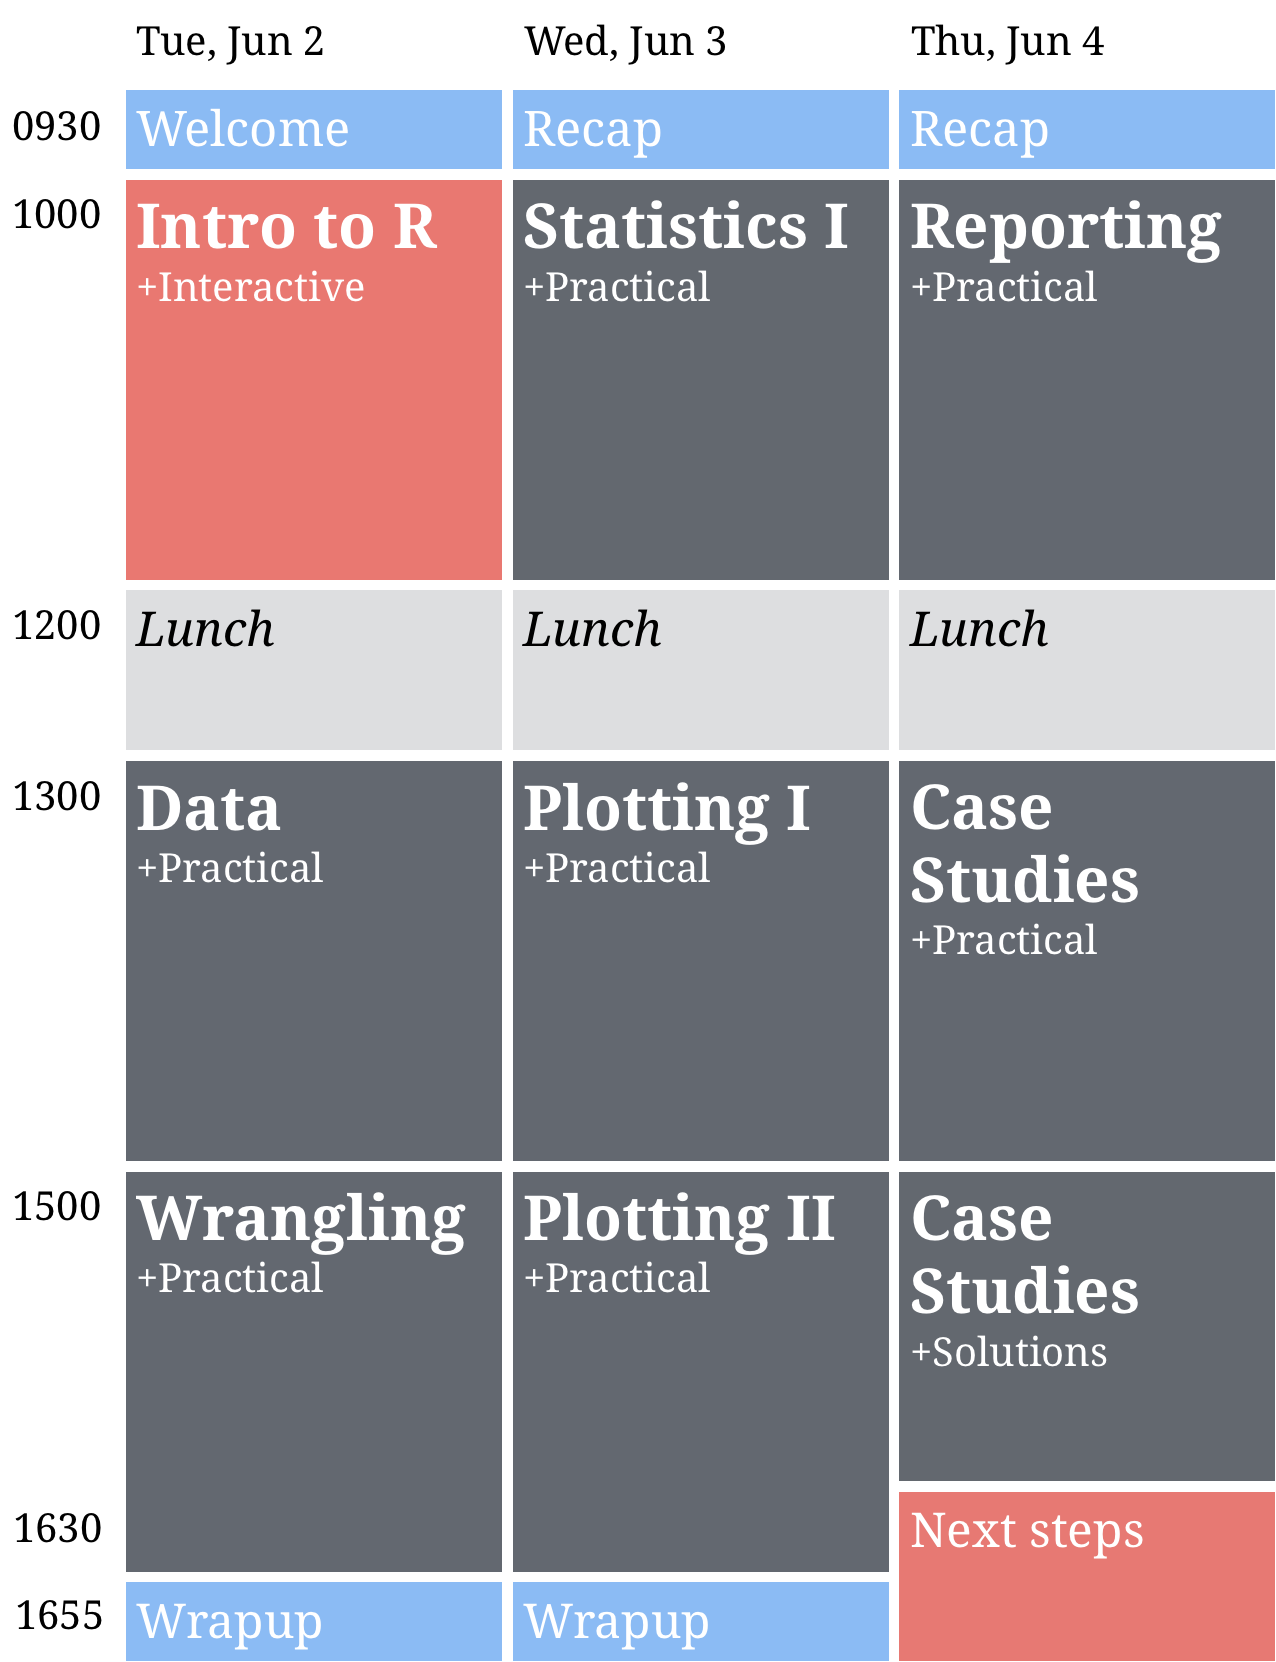 Tue, Jun 2
Wed, Jun 3
Thu, Jun 4
0930
Welcome
Recap
Recap
1000
Intro to R
+Interactive
Statistics I
+Practical
Reporting
+Practical
1200
Lunch
Lunch
Lunch
1300
Data
+Practical
Plotting I
+Practical
Case
Studies
+Practical
1500
Wrangling
+Practical
Plotting II
+Practical
Case
Studies
+Solutions
1630
Next steps
1655
Wrapup
Wrapup